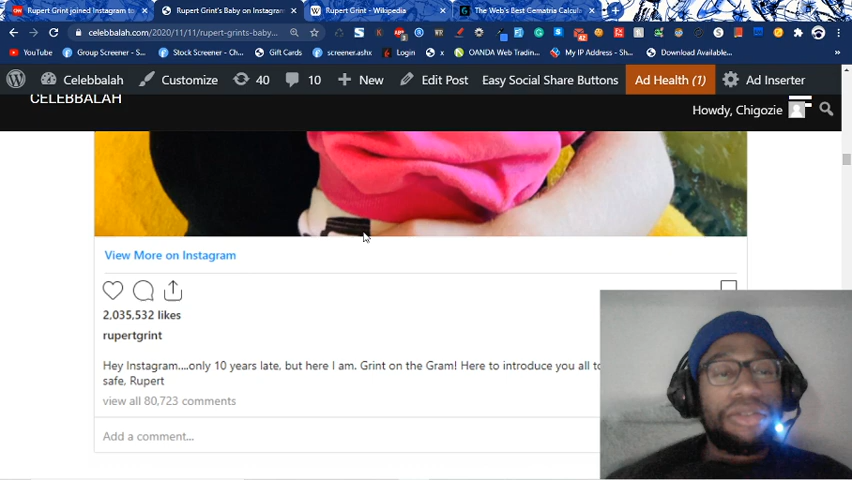 Rupert Grint joined Instagram to
Rupert Grint's Baby on Instagram
Rupert Grint - Wikipedia
The Web's Best Gematria Calcula
celebbalah.com/2020/11/11/rupert-grints-baby...
YouTube
Group Screener - S...
Stock Screener - Ch...
Gift Cards
screener.ashx
Login
x
OANDA Web Trading...
My IP Address - Sh...
Download Available...
Celebbalah
Customize
40
10
New
Edit Post
Easy Social Share Buttons
Ad Health (1)
Ad Inserter
CELEBBALAH
Howdy, Chigozie
View More on Instagram
2,035,532 likes
rupertgrint
Hey Instagram....only 10 years late, but here I am. Grint on the Gram! Here to introduce you all to
safe, Rupert
view all 80,723 comments
Add a comment...